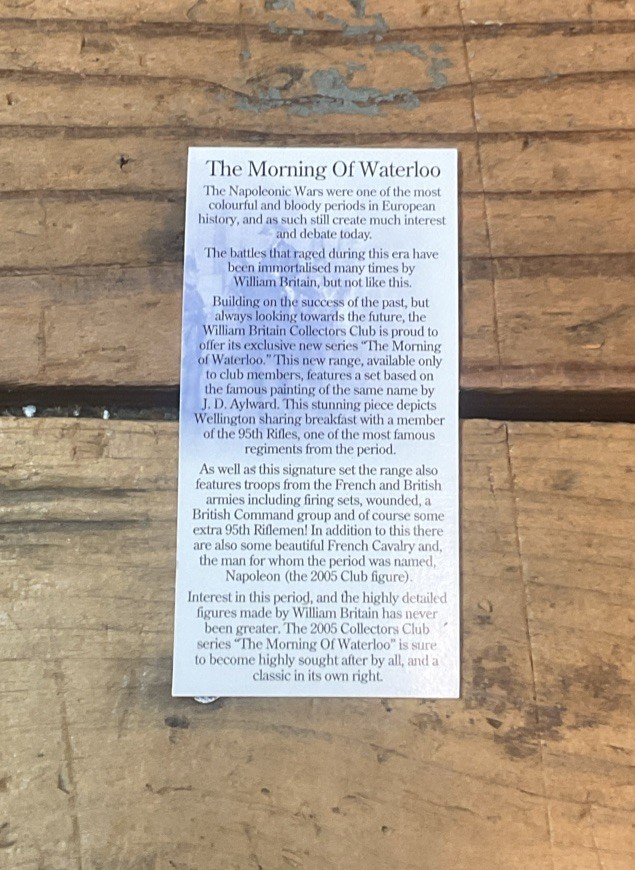 The Morning Of Waterloo
The Napoleonic Wars were one of the most
colourful and bloody periods in European
history, and as such still create much interest
and debate today.
The battles that raged during this era have
been immortalised many times by
William Britain, but not like this.
Building on the success of the past, but
always looking towards the future, the
William Britain Collectors Club is proud to
offer its exclusive new series “The Morning
of Waterloo.” This new range, available only
to club members, features a set based on
the famous painting of the same name by
J. D. Aylward. This stunning piece depicts
Wellington sharing breakfast with a member
of the 95th Rifles, one of the most famous
regiments from the period.
As well as this signature set the range also
features troops from the French and British
armies including firing sets, wounded, a
British Command group and of course some
extra 95th Riflemen! In addition to this there
are also some beautiful French Cavalry and,
the man for whom the period was named,
Napoleon (the 2005 Club figure).
Interest in this period, and the highly detailed
figures made by William Britain has never
been greater. The 2005 Collectors Club
series “The Morning Of Waterloo” is sure
to become highly sought after by all, and a
classic in its own right.